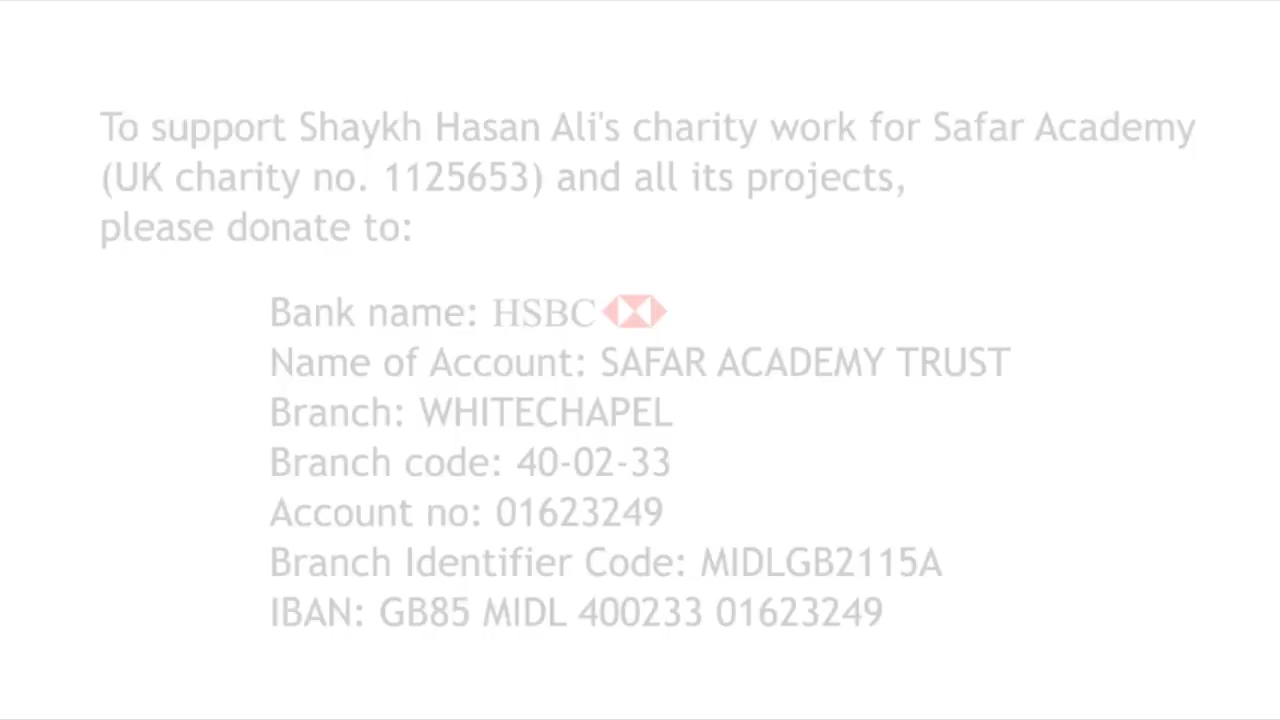 To support Shaykh Hasan Ali's charity work for Safar Academy
(UK charity no. 1125653) and all its projects,
please donate to:
Bank name: HSBC
Name of Account: SAFAR ACADEMY TRUST
Branch: WHITECHAPEL
Branch code: 40-02-33
Account no: 01623249
Branch Identifier Code: MIDLGB2115A
IBAN: GB85 MIDL 400233 01623249